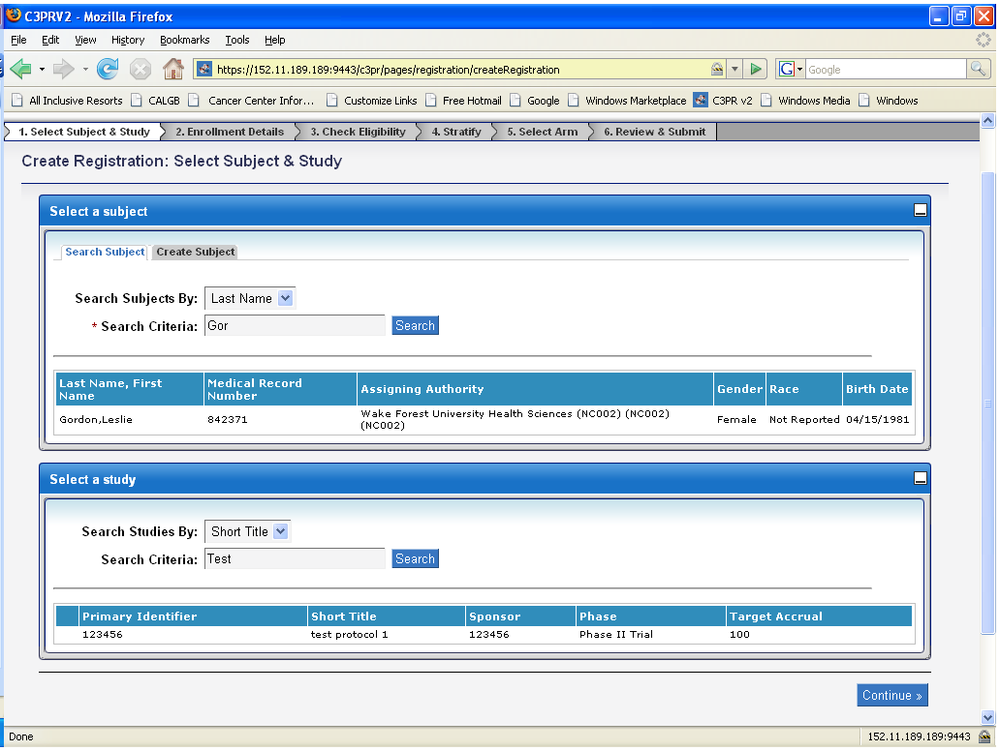 C3PRV2 - Mozilla Firefox
File Edit View History Bookmarks Tools Help
https://152.11.189.189:9443/c3pr/pages/registration/createRegistration
G Google
All Inclusive Resorts CALGB Cancer Center Infor... Customize Links Free Hotmail Google Windows Marketplace C3PR v2 Windows Media Windows
1. Select Subject & Study 2. Enrollment Details 3. Check Eligibility 4. Stratify 5. Select Arm 6. Review & Submit
Create Registration: Select Subject & Study
Select a subject
Search Subject Create Subject
Search Subjects By: Last Name
* Search Criteria: Gor Search
Last Name, First Name Medical Record Number Assigning Authority Gender Race Birth Date
Gordon,Leslie 842371 Wake Forest University Health Sciences (NC002) (NC002) (NC002) Female Not Reported 04/15/1981
Select a study
Search Studies By: Short Title
Search Criteria: Test Search
Primary Identifier Short Title Sponsor Phase Target Accrual
123456 test protocol 1 123456 Phase II Trial 100
Continue »
Done 152.11.189.189:9443